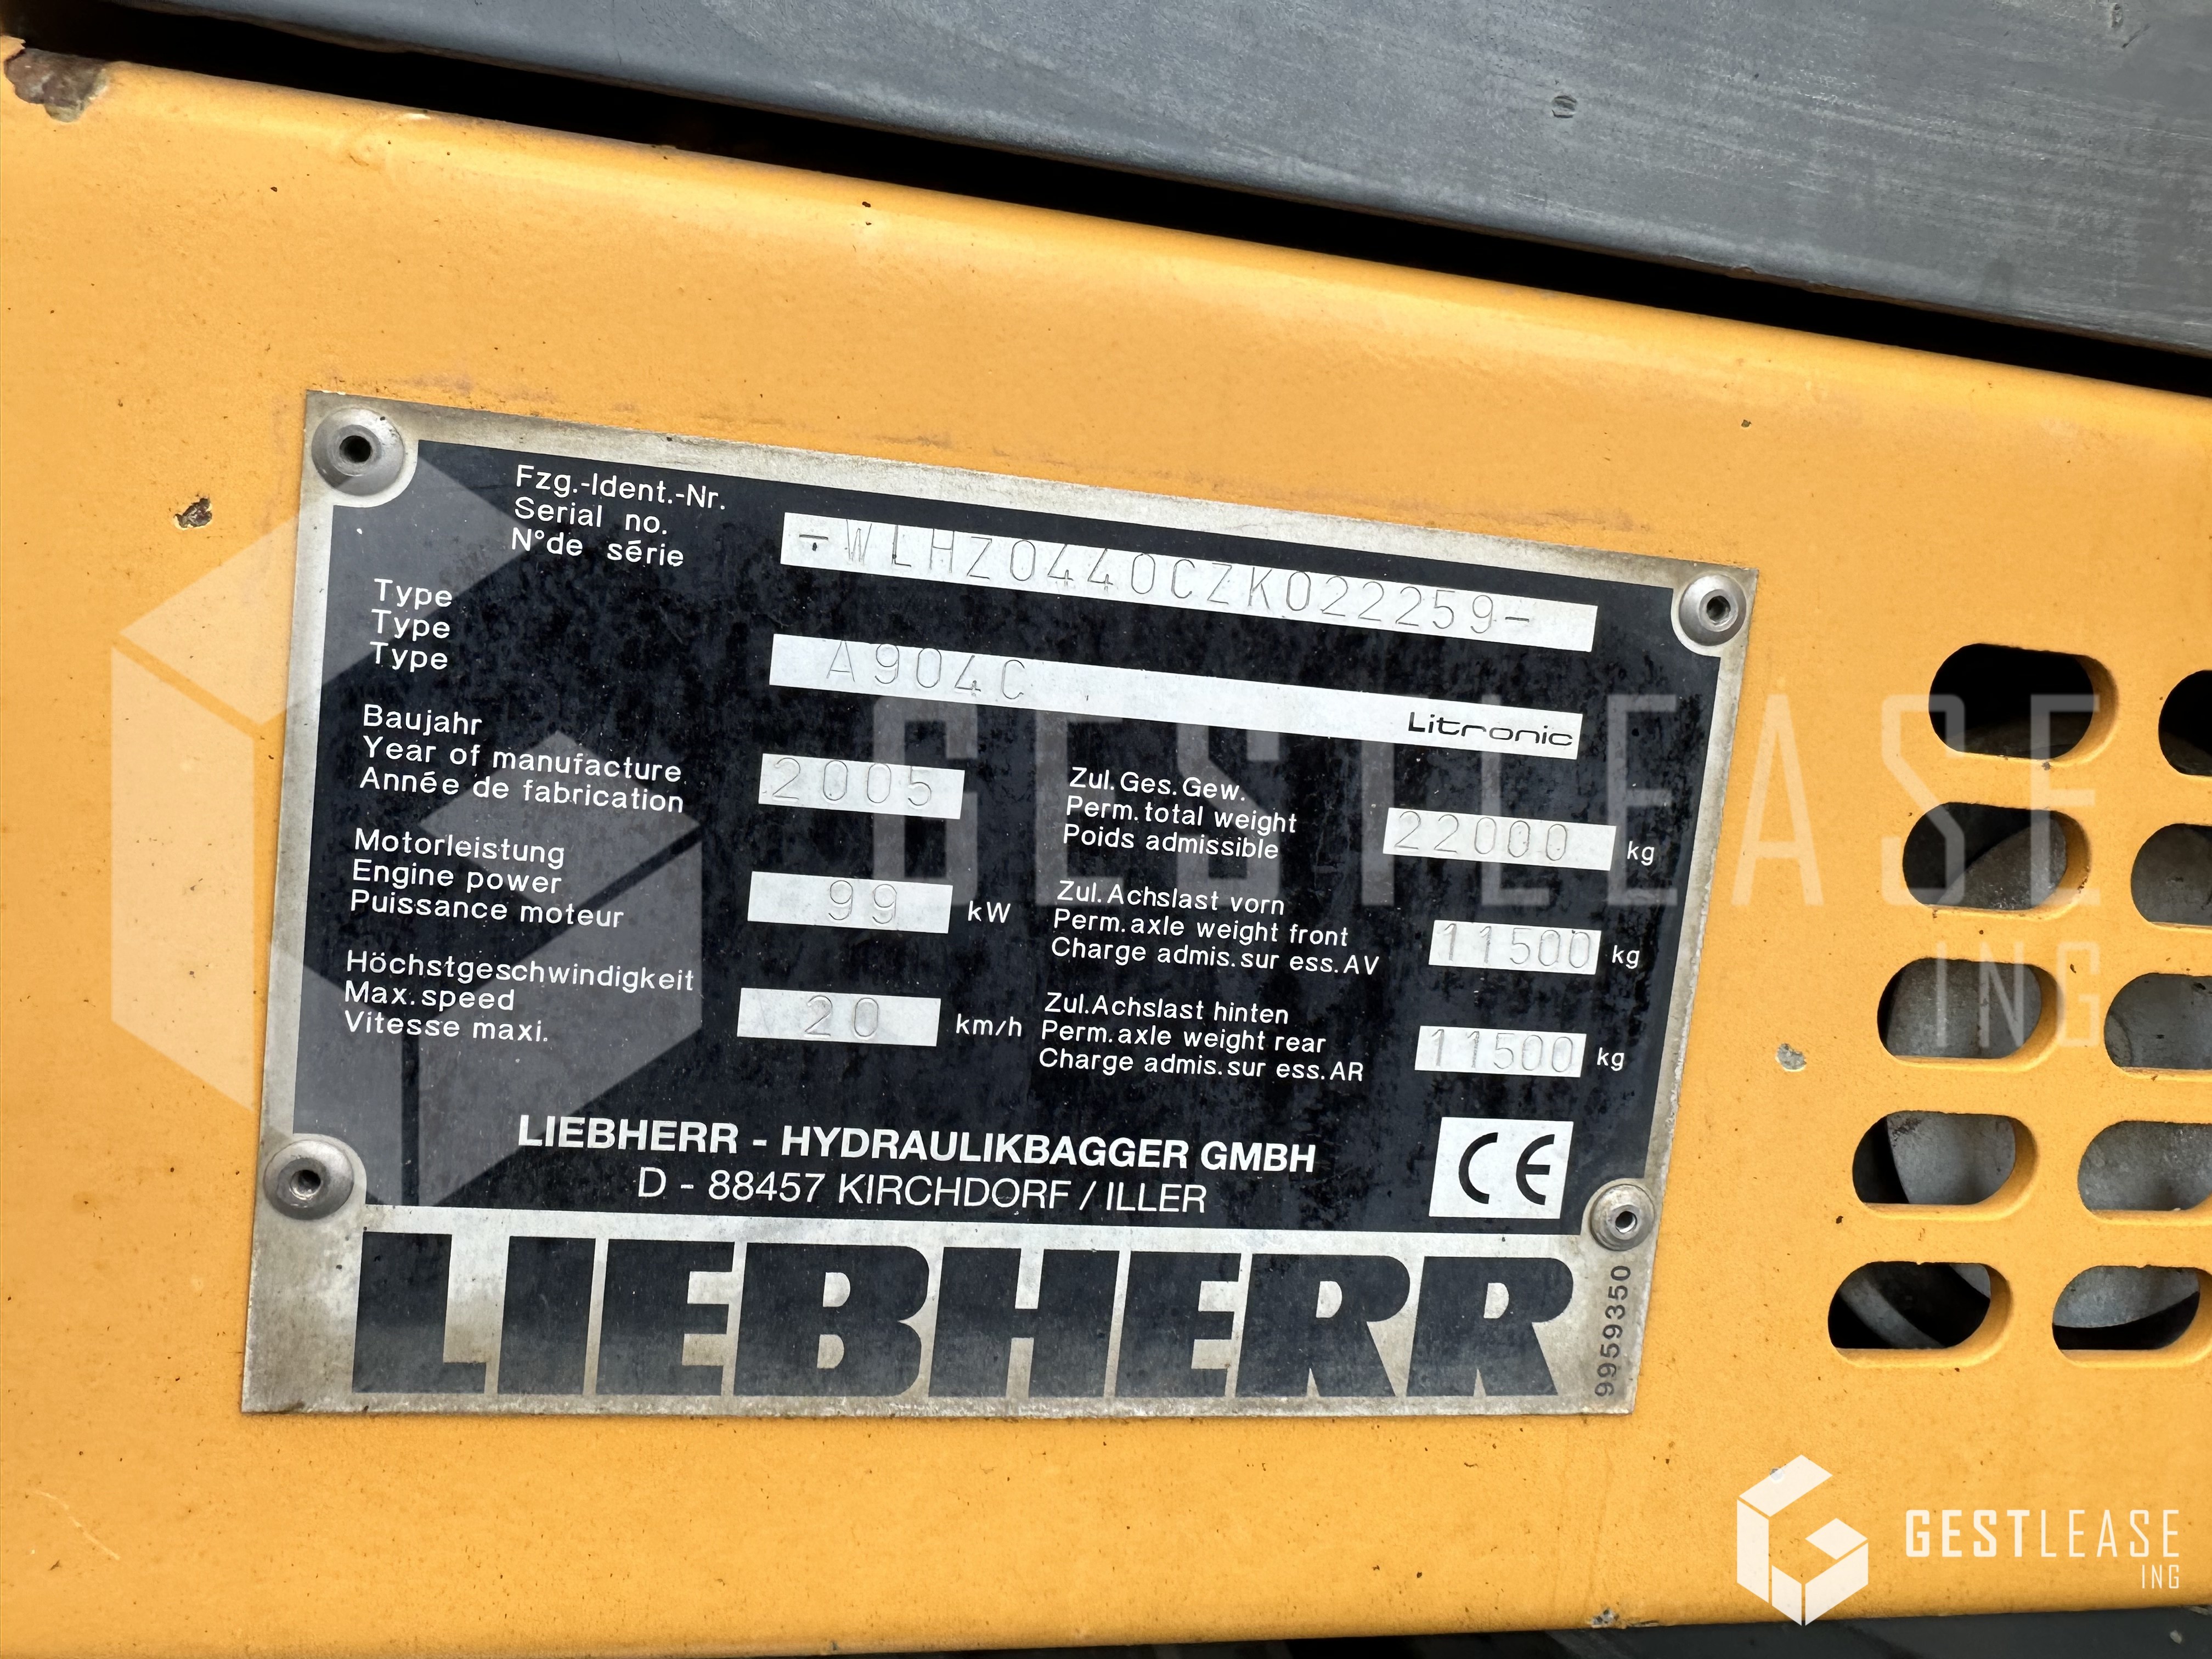 Fzg.-Ident.-Nr.
Serial no.
N°de série
-WLHZ0440CZK022259-
Type
Type
Type
A904C Litronic
Baujahr
Year of manufacture
Année de fabrication
2005
Motorleistung
Engine power
Puissance moteur
99 kW
Höchstgeschwindigkeit
Max.speed
Vitesse maxi.
20 km/h
Zul.Ges.Gew.
Perm.total weight
Poids admissible
22000 kg
Zul.Achslast vorn
Perm.axle weight front
Charge admis.sur ess.AV
11500 kg
Zul.Achslast hinten
Perm.axle weight rear
Charge admis.sur ess.AR
11500 kg
LIEBHERR - HYDRAULIKBAGGER GMBH
D - 88457 KIRCHDORF / ILLER
CE
LIEBHERR
9959350
GESTLEASE
ING
GESTLEASE
ING